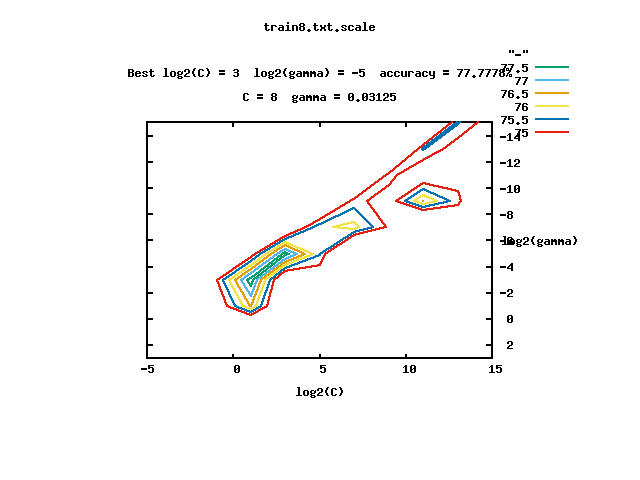 train8.txt.scale
"-"
Best log2(C) = 3 log2(gamma) = -5 accuracy = 77.7778%
77.5
77
76.5
C = 8 gamma = 0.03125
76
75.5
75
-14
-12
-10
-8
-6
log2(gamma)
-4
-2
0
2
-5 0 5 10 15
log2(C)